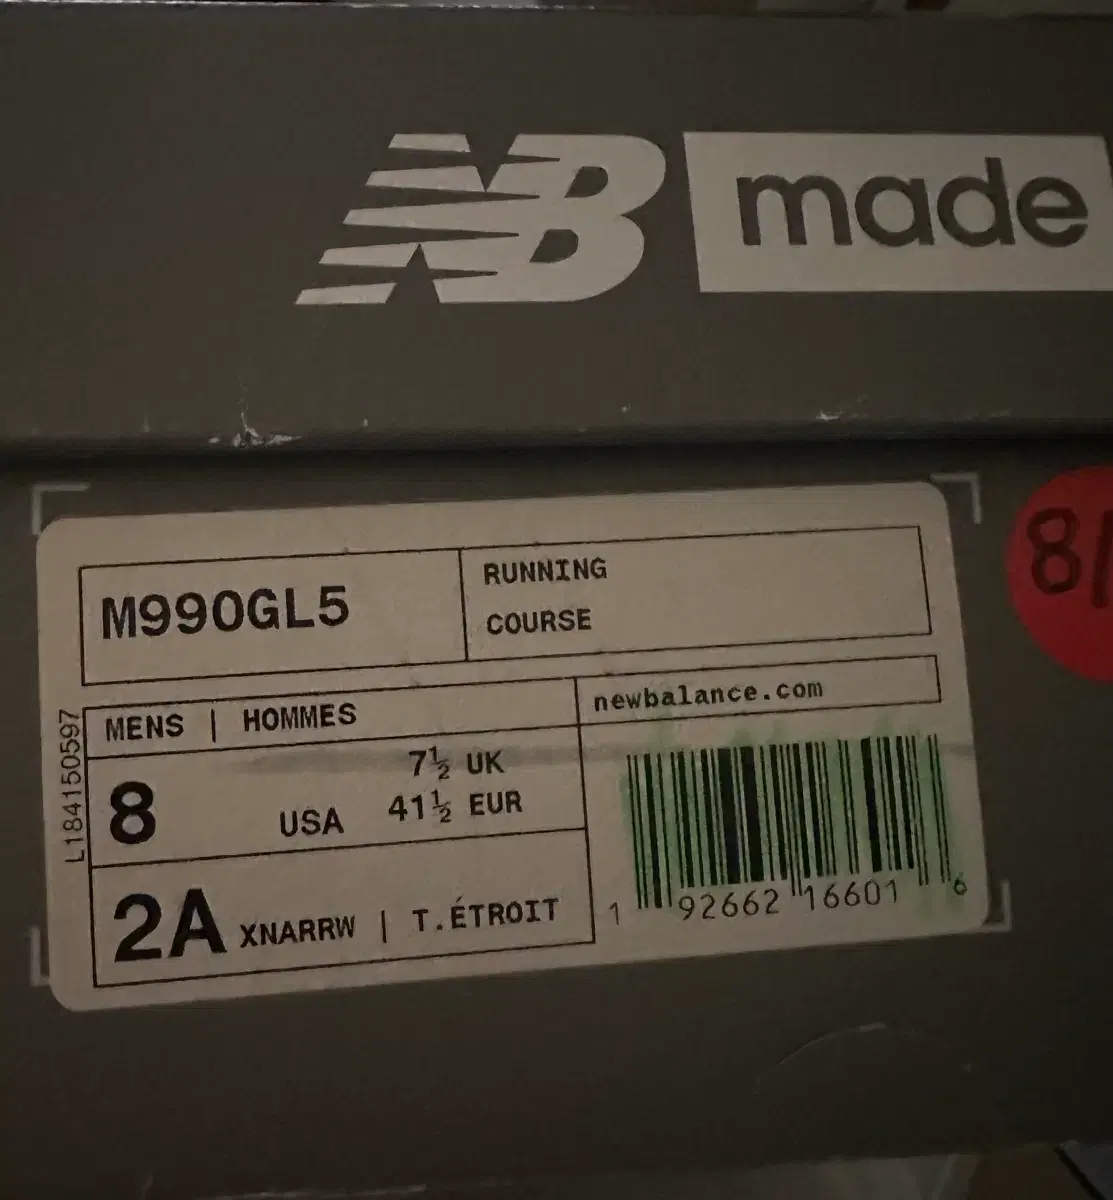 NB made
M990GL5
RUNNING
COURSE
MENS | HOMMES
newbalance.com
8 USA
7½ UK
41½ EUR
2A XNARRW | T.ÉTROIT
L184150597
1 92662 16601 6
8/